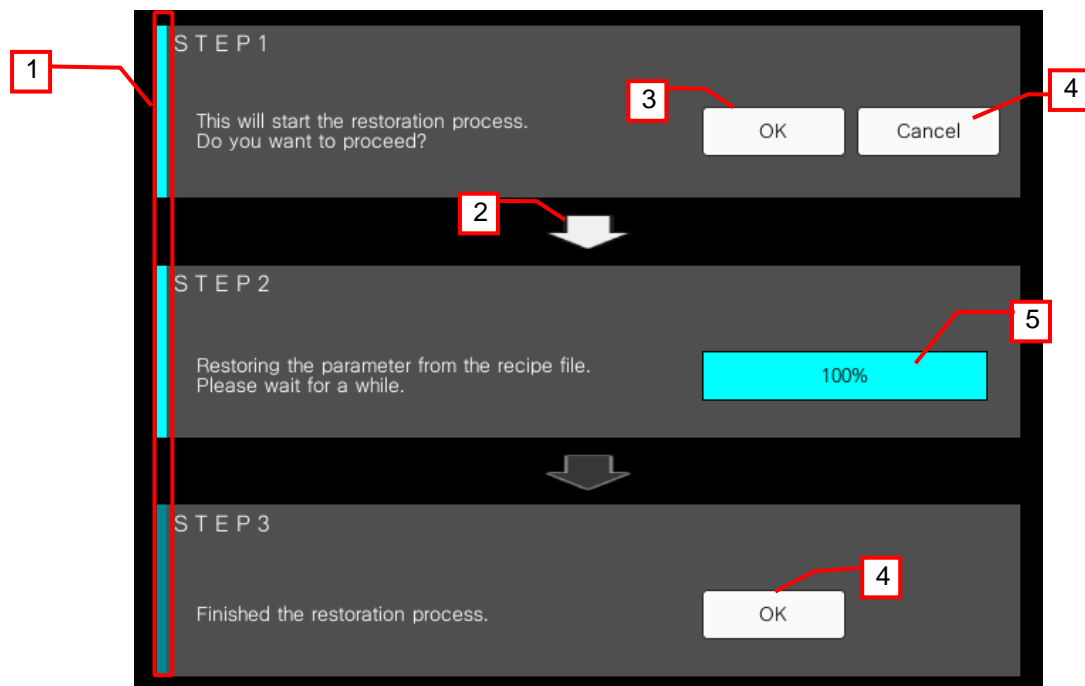 1
STEP1
3
4
This will start the restoration process.
Do you want to proceed?
OK
Cancel
2
STEP2
5
Restoring the parameter from the recipe file.
Please wait for a while.
100%
STEP3
4
Finished the restoration process.
OK